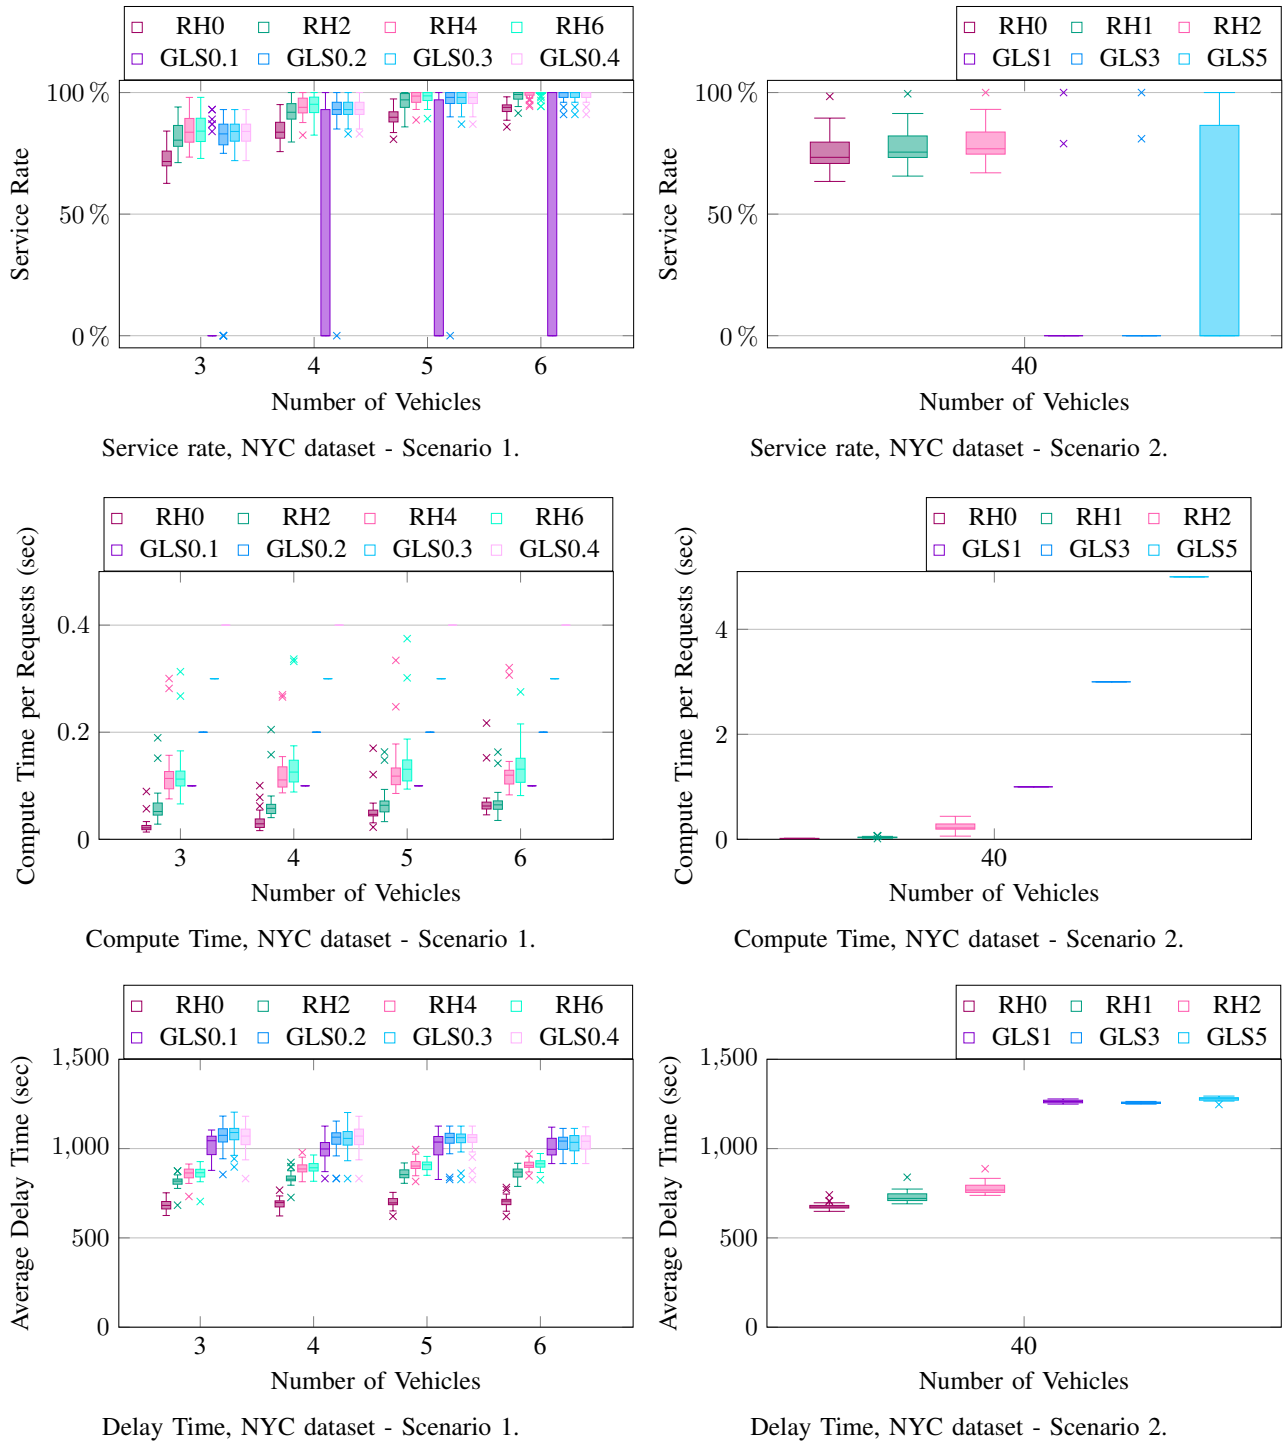 RH0 RH2 RH4 RH6
GLS0.1 GLS0.2 GLS0.3 GLS0.4
100 %
50 %
0 %
Service Rate
3 4 5 6
Number of Vehicles
Service rate, NYC dataset - Scenario 1.
RH0 RH1 RH2
GLS1 GLS3 GLS5
100 %
50 %
0 %
Service Rate
40
Number of Vehicles
Service rate, NYC dataset - Scenario 2.
RH0 RH2 RH4 RH6
GLS0.1 GLS0.2 GLS0.3 GLS0.4
0.4
0.2
0
Compute Time per Requests (sec)
3 4 5 6
Number of Vehicles
Compute Time, NYC dataset - Scenario 1.
RH0 RH1 RH2
GLS1 GLS3 GLS5
4
2
0
Compute Time per Requests (sec)
40
Number of Vehicles
Compute Time, NYC dataset - Scenario 2.
RH0 RH2 RH4 RH6
GLS0.1 GLS0.2 GLS0.3 GLS0.4
1,500
1,000
500
0
Average Delay Time (sec)
3 4 5 6
Number of Vehicles
Delay Time, NYC dataset - Scenario 1.
RH0 RH1 RH2
GLS1 GLS3 GLS5
1,500
1,000
500
0
Average Delay Time (sec)
40
Number of Vehicles
Delay Time, NYC dataset - Scenario 2.